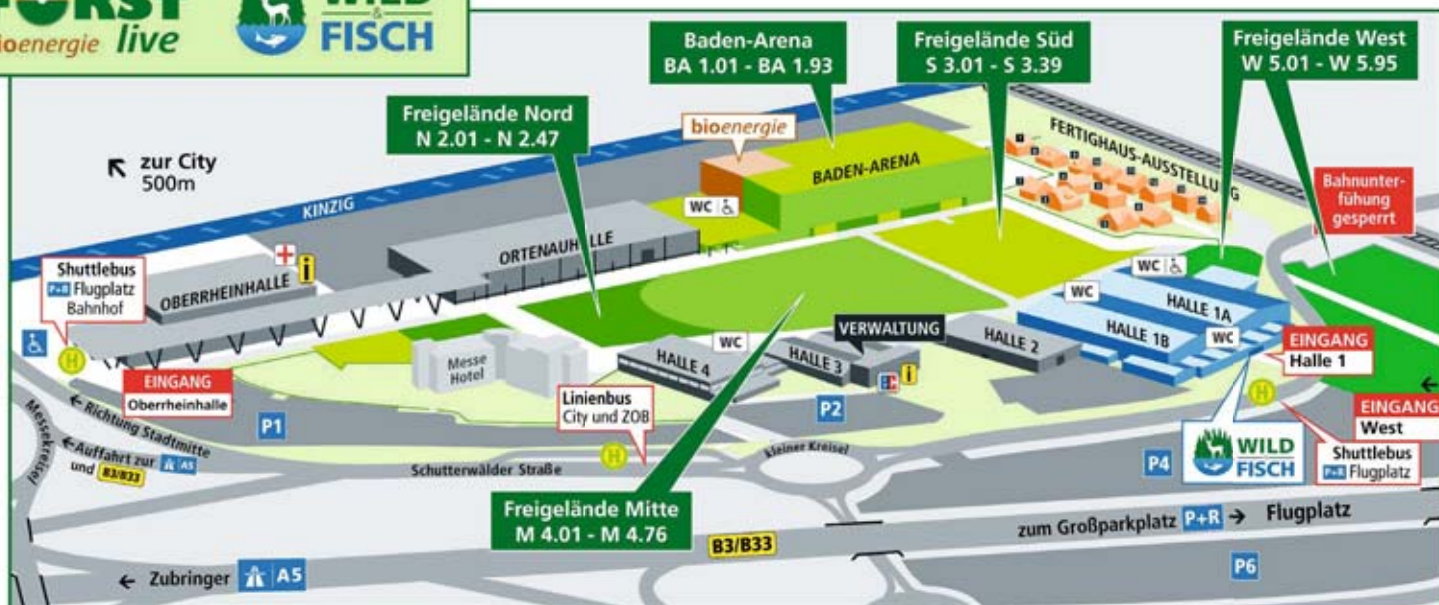 FORST
live
bioenergie
WILD
&
FISCH
Baden-Arena
BA 1.01 - BA 1.93
Freigelände Süd
S 3.01 - S 3.39
Freigelände West
W 5.01 - W 5.95
Freigelände Nord
N 2.01 - N 2.47
bioenergie
FERTIGHAUS-AUSSTELLUNG
BADEN-ARENA
zur City
500m
Bahnunter-
fühung
gesperrt
KINZIG
WC
ORTENAUHALLE
Shuttlebus
P+R Flugplatz
Bahnhof
i
OBERRHEINHALLE
WC
WC
HALLE 1A
HALLE 1B
WC
VERWALTUNG
HALLE 2
EINGANG
Halle 1
H
Messe
Hotel
WC
HALLE 4
HALLE 3
i
EINGANG
Oberrheinhalle
Linienbus
City und ZOB
P2
H
EINGANG
West
Messekreisel
Richtung Stadtmitte
P1
Auffahrt zur A5
und B3/B33
H
kleiner Kreisel
Schutterwälder Straße
P4
WILD
&
FISCH
Shuttlebus
P+R Flugplatz
Freigelände Mitte
M 4.01 - M 4.76
B3/B33
zum Großparkplatz P+R → Flugplatz
← Zubringer A5
P6